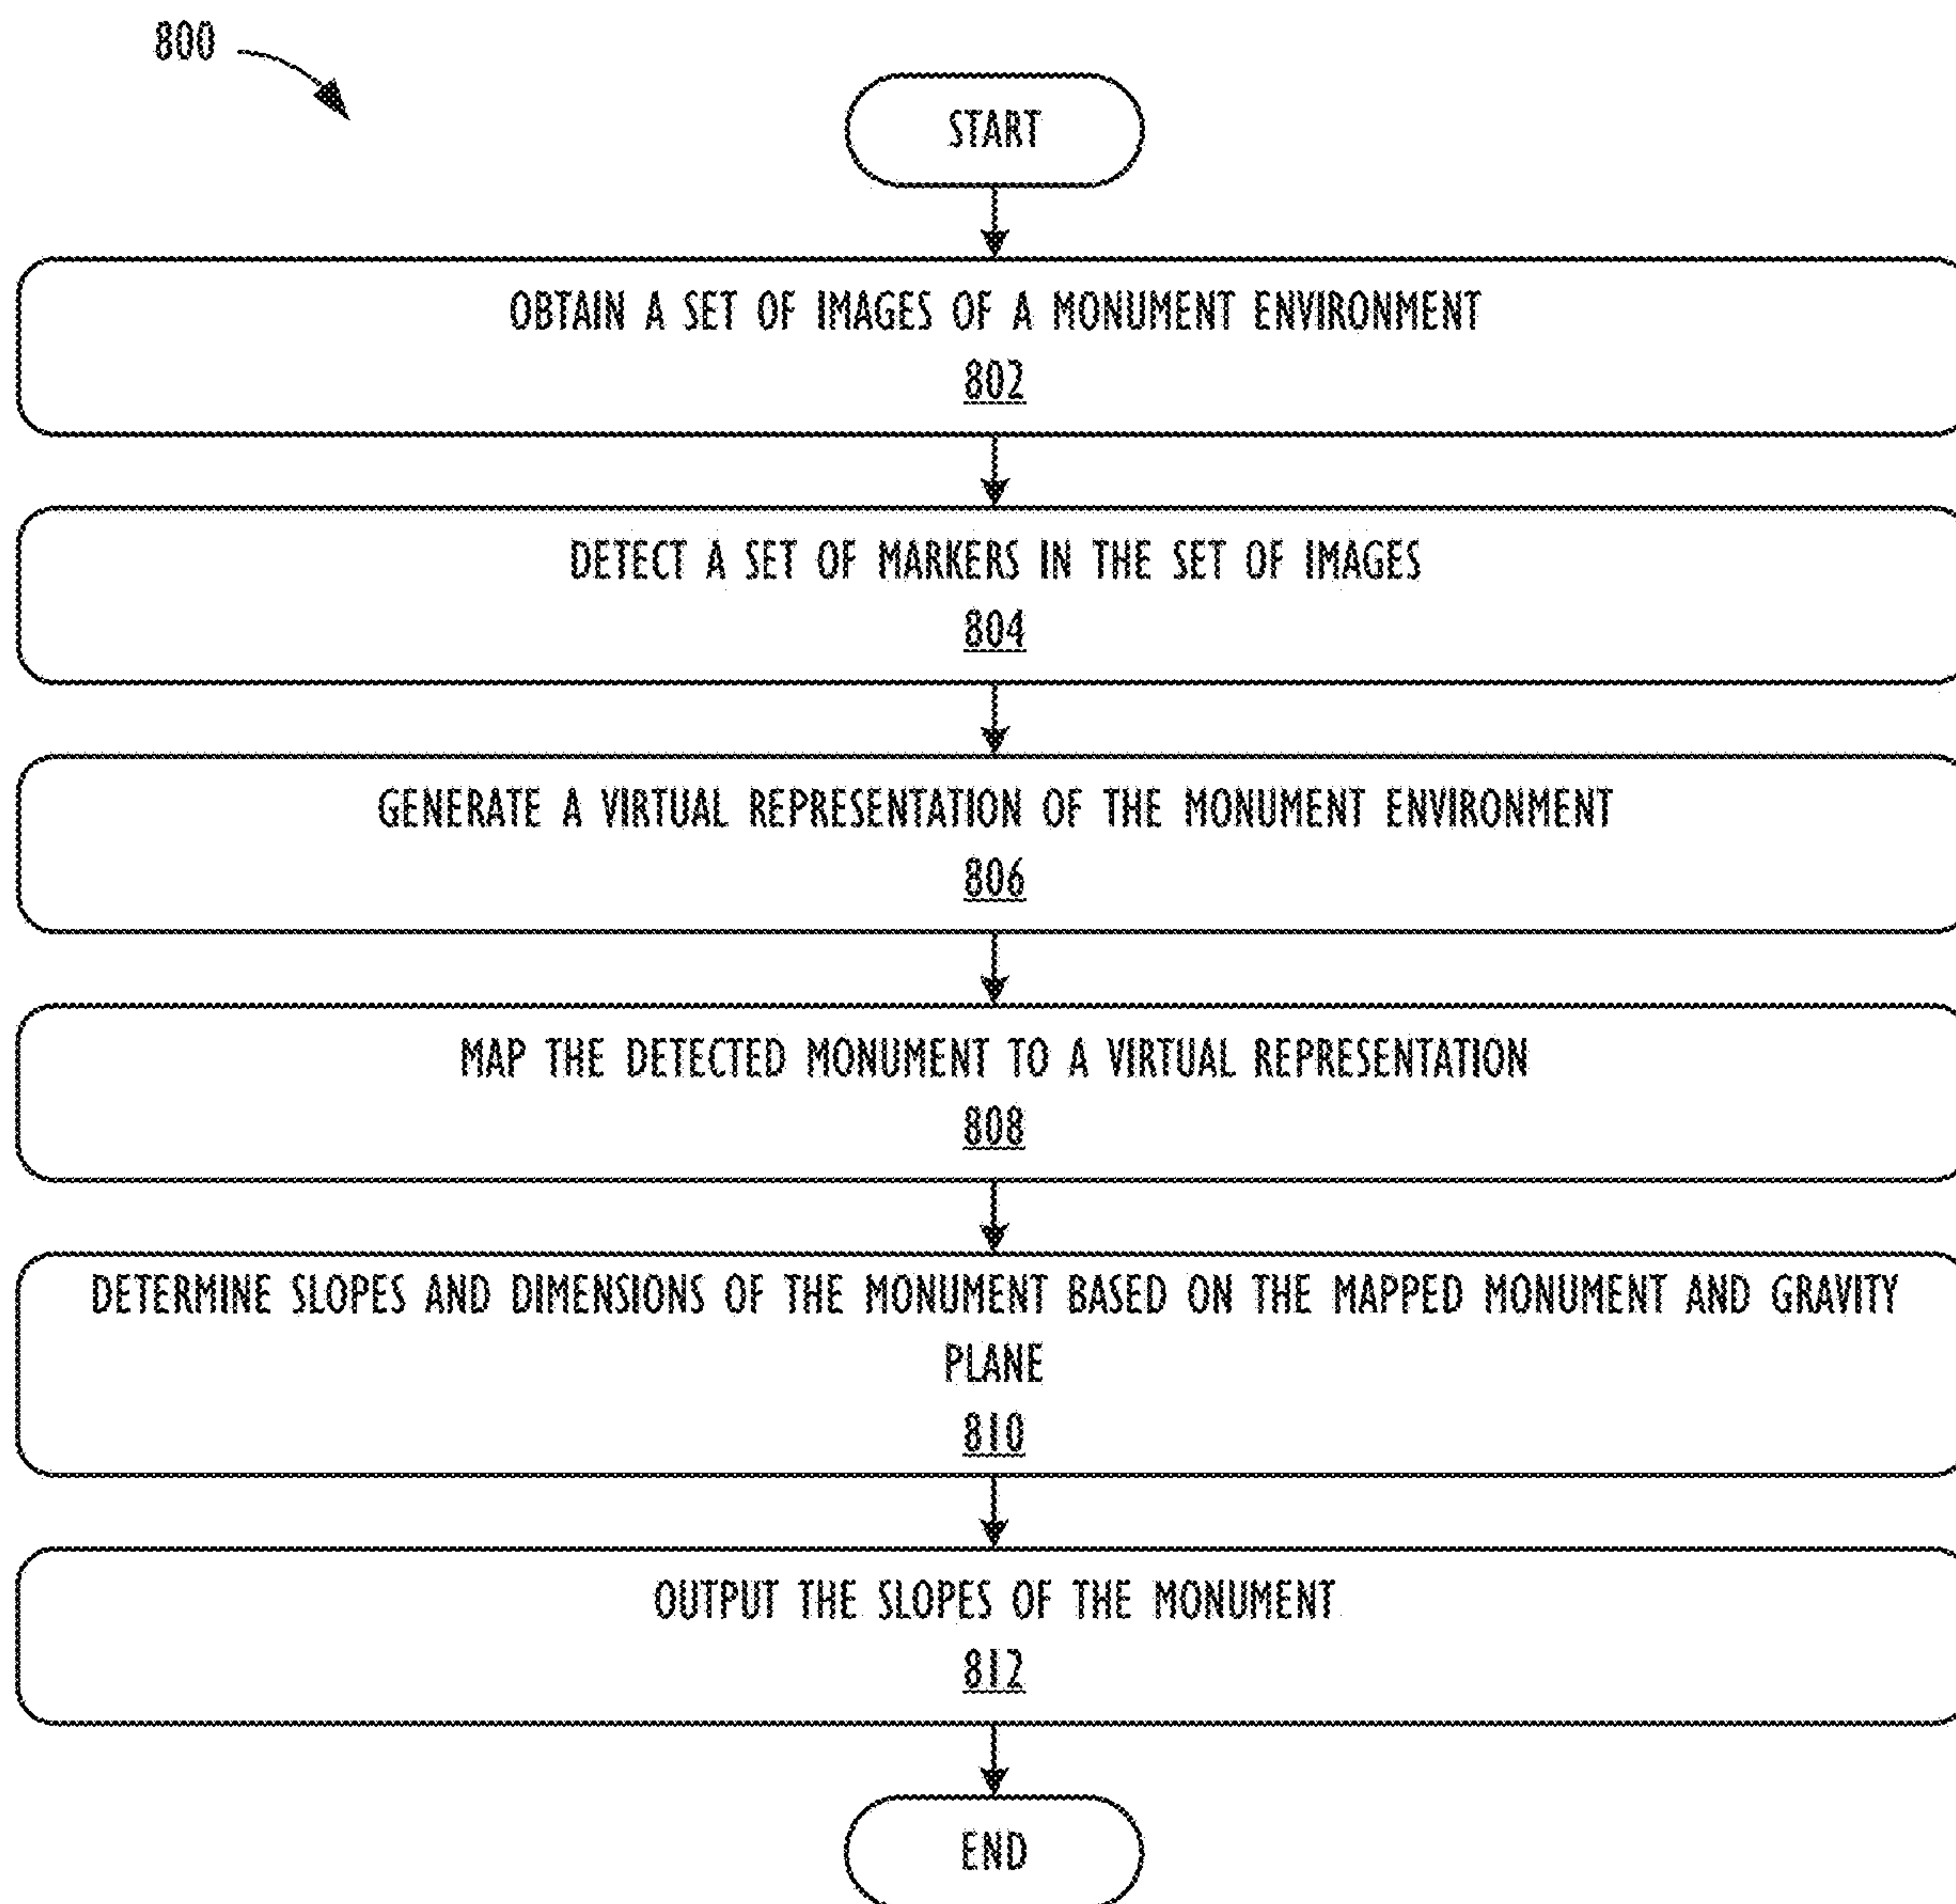 800
START
OBTAIN A SET OF IMAGES OF A MONUMENT ENVIRONMENT
802
DETECT A SET OF MARKERS IN THE SET OF IMAGES
804
GENERATE A VIRTUAL REPRESENTATION OF THE MONUMENT ENVIRONMENT
806
MAP THE DETECTED MONUMENT TO A VIRTUAL REPRESENTATION
808
DETERMINE SLOPES AND DIMENSIONS OF THE MONUMENT BASED ON THE MAPPED MONUMENT AND GRAVITY
PLANE
810
OUTPUT THE SLOPES OF THE MONUMENT
812
END